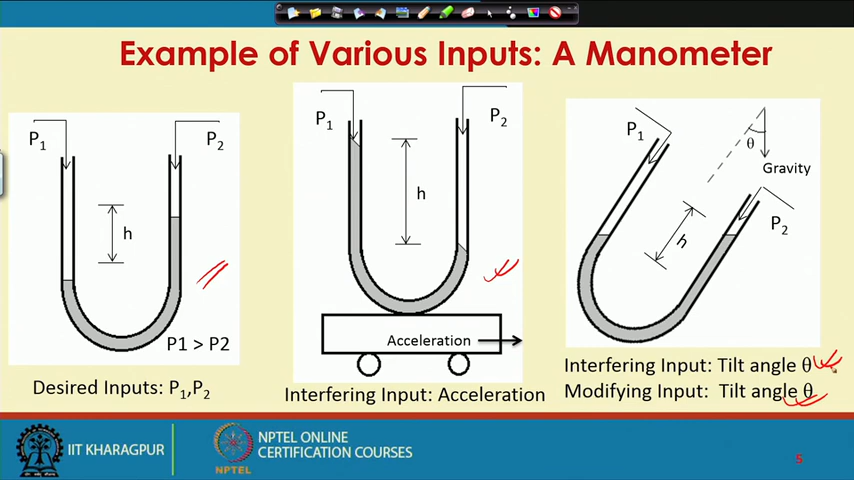 Example of Various Inputs: A Manometer
P1
P2
h
P1 > P2
Desired Inputs: P1,P2
P1
P2
h
Acceleration
Interfering Input: Acceleration
P1
θ
Gravity
P2
h
Interfering Input: Tilt angle θ
Modifying Input: Tilt angle θ
IIT KHARAGPUR
NPTEL
NPTEL ONLINE
CERTIFICATION COURSES
5